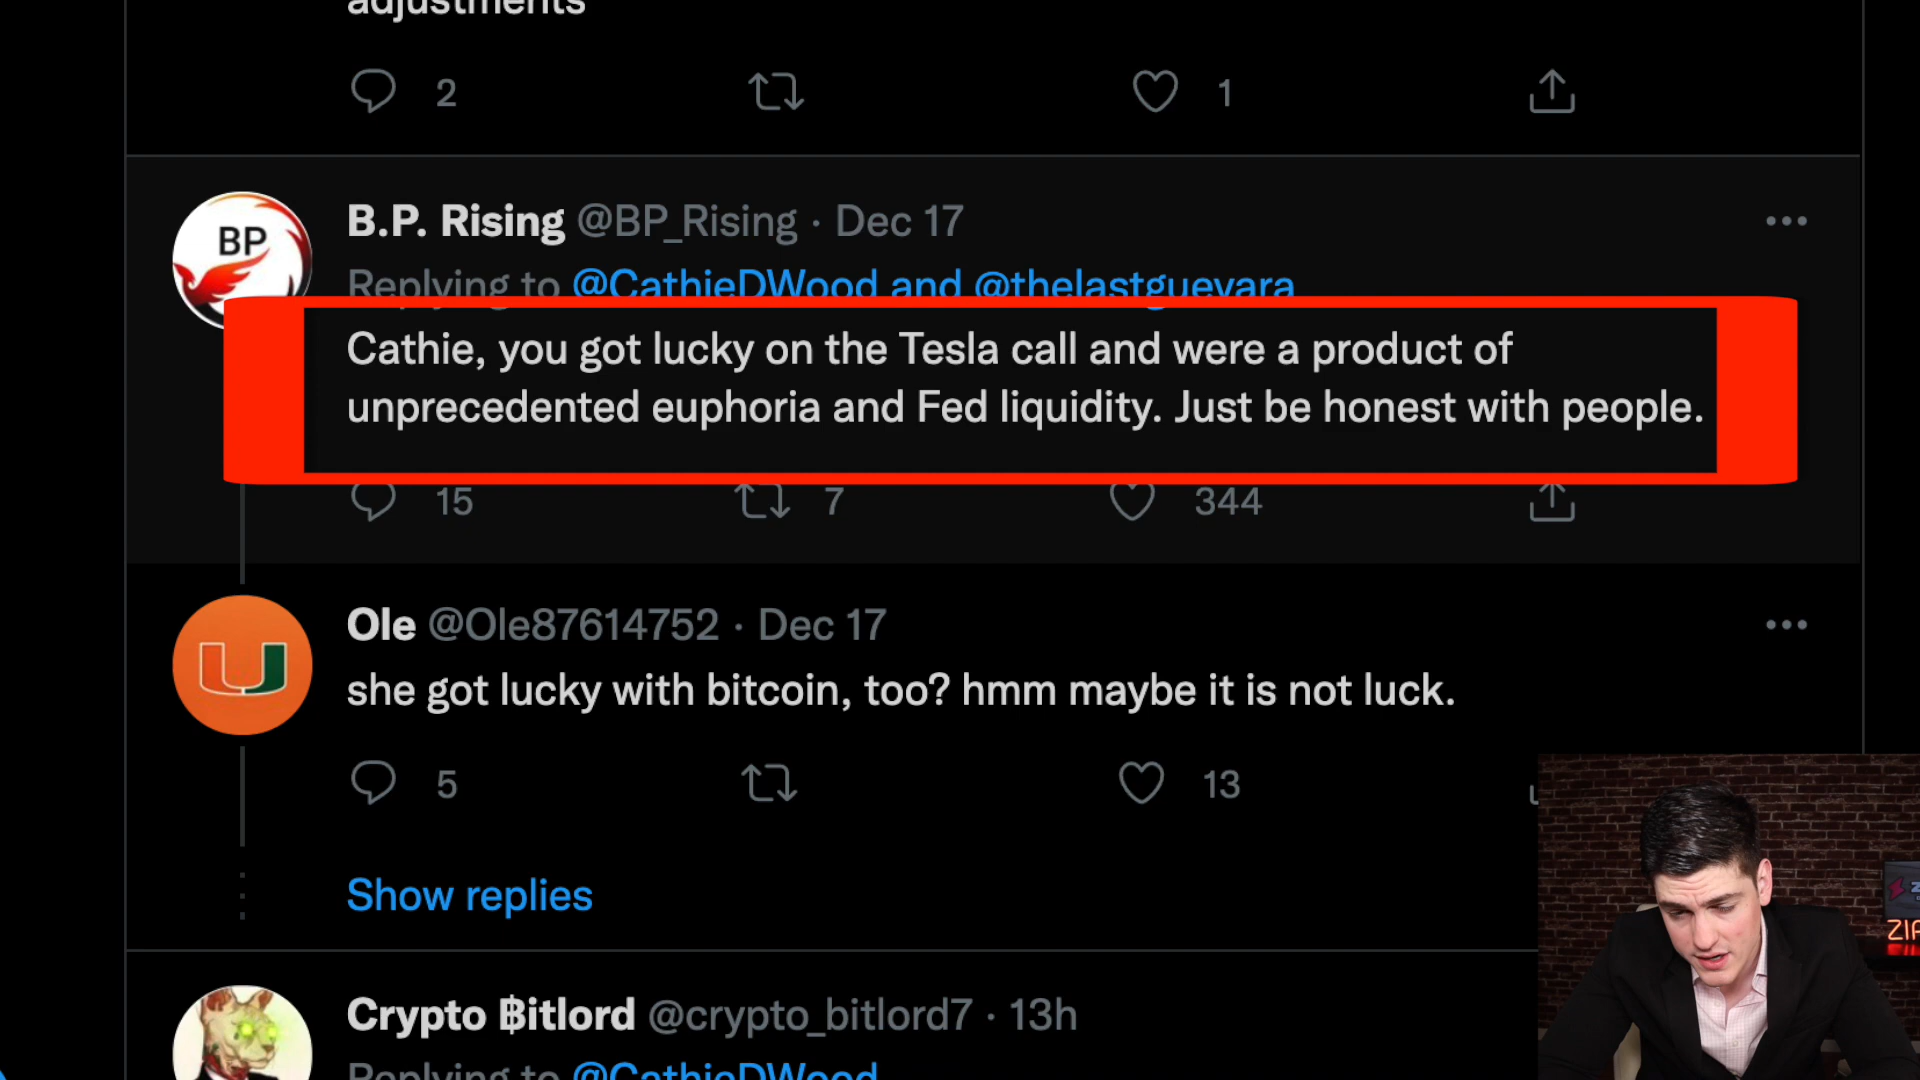 adjustments
2 1
BP
B.P. Rising @BP_Rising · Dec 17
Replying to @CathieDWood and @thelastguevara
Cathie, you got lucky on the Tesla call and were a product of
unprecedented euphoria and Fed liquidity. Just be honest with people.
15 7 344
U
Ole @Ole87614752 · Dec 17
she got lucky with bitcoin, too? hmm maybe it is not luck.
5 13
Show replies
Crypto ₿itlord @crypto_bitlord7 · 13h
Replying to @CathieDWood